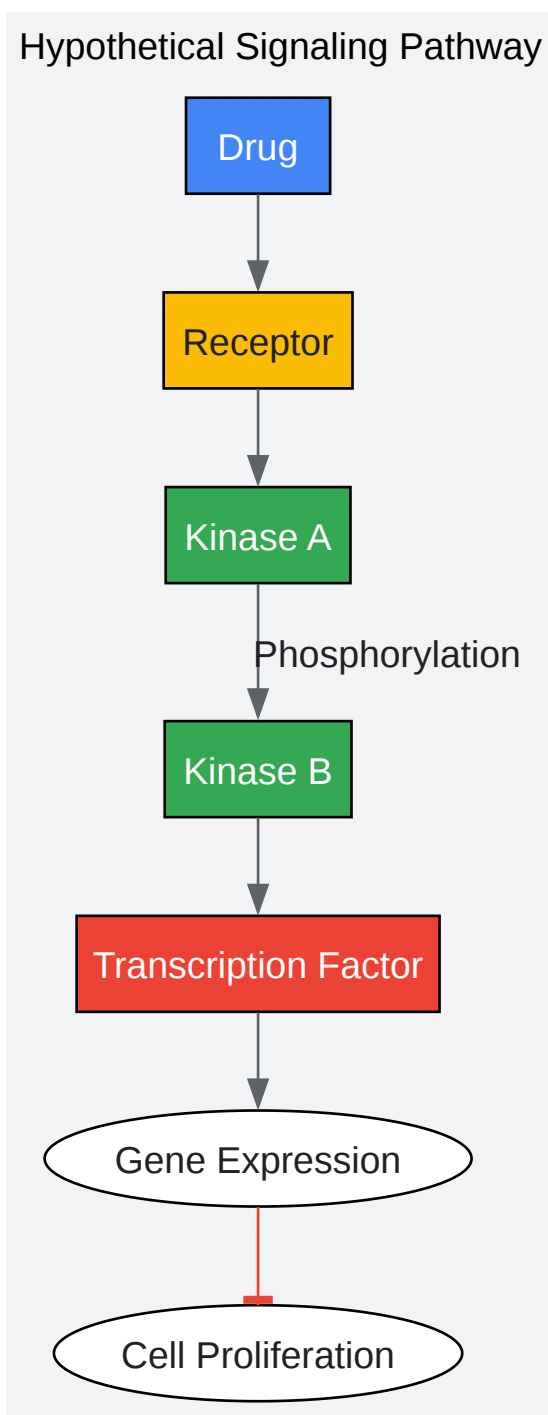 Hypothetical Signaling Pathway
Drug
Receptor
Kinase A
Phosphorylation
Kinase B
Transcription Factor
Gene Expression
Cell Proliferation